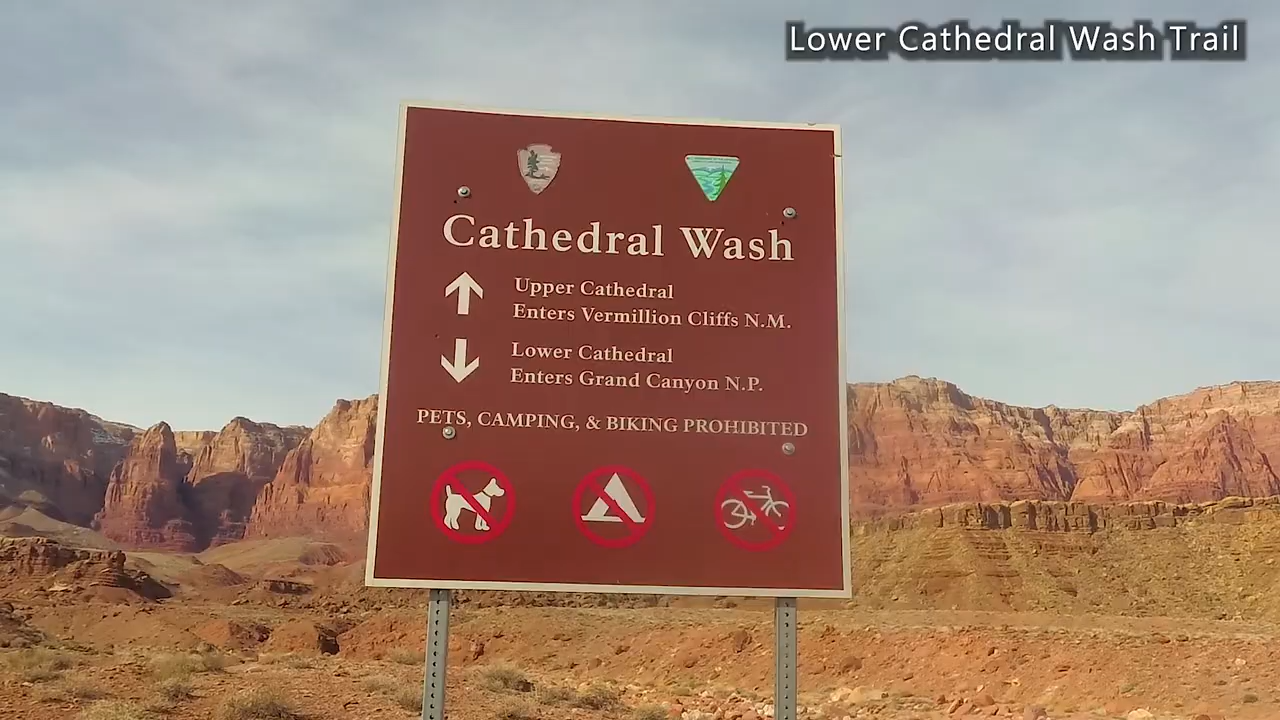 Lower Cathedral Wash Trail
Cathedral Wash
Upper Cathedral
Enters Vermillion Cliffs N.M.
Lower Cathedral
Enters Grand Canyon N.P.
PETS, CAMPING, & BIKING PROHIBITED